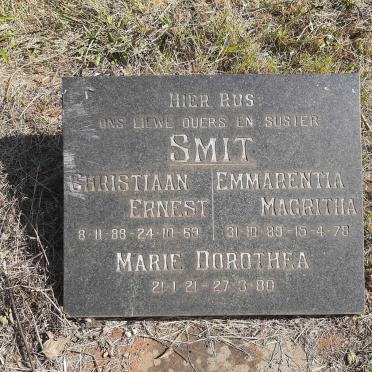 HIER RUS
ONS LIEWE OUERS EN SUSTER
SMIT
CHRISTIAAN ERNEST
8-11-89-24-10-69
EMMARENTIA MAGRITHA
31-10-89-15-4-78
MARIE DOROTHEA
21-1-21-27-3-80